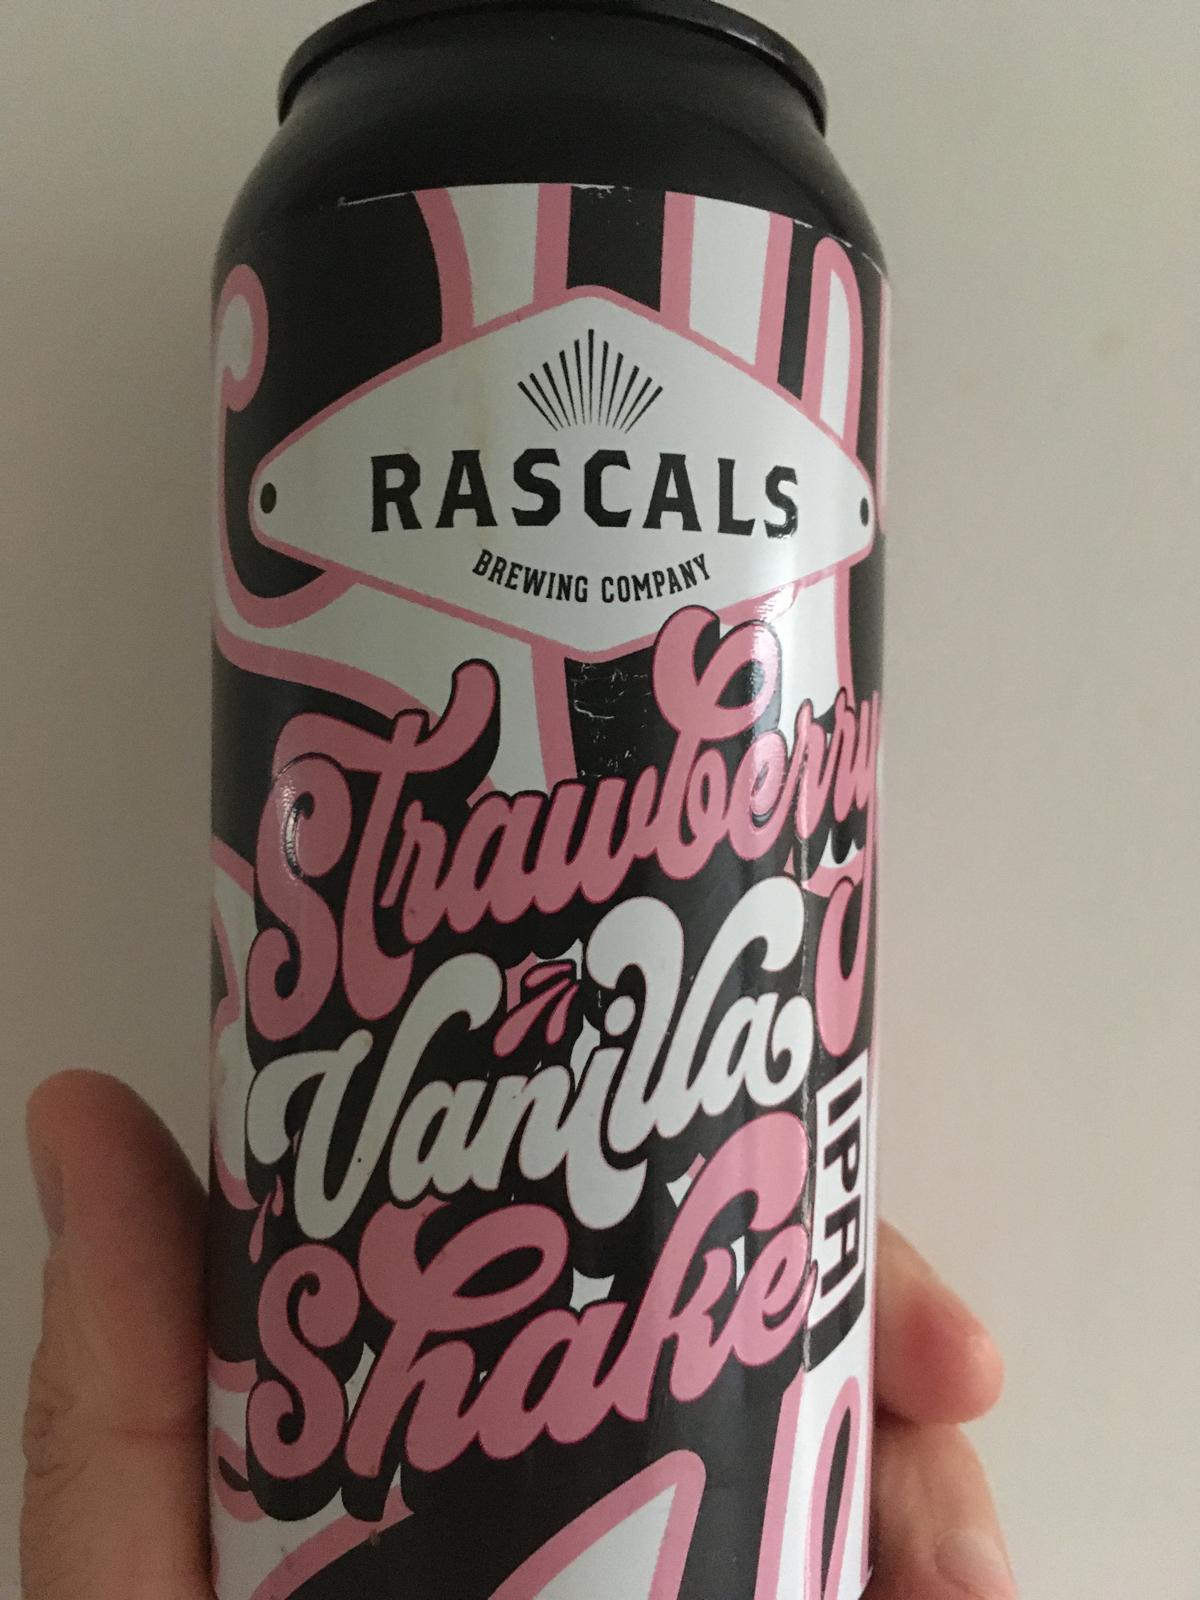 RASCALS
BREWING COMPANY
Strawberry
Vanilla
Shake
IPA